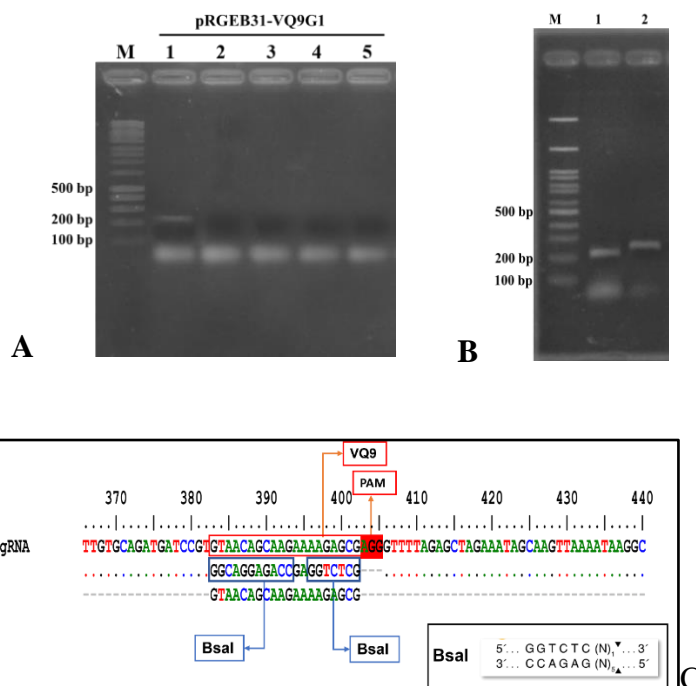 pRGEB31-VQ9G1
M 1 2 3 4 5
500 bp
200 bp
100 bp
A
M 1 2
500 bp
200 bp
100 bp
B
VQ9
PAM
370 380 390 400 410 420 430 440
gRNA TTGTGCAGATGATCCGTGTAACAGCAAGAAAAGAGCGAGGGTTTTAGAGCTAGAAATAGCAAGTTAAAATAAGGC
GGCAGGAGACCGAGGTCTCG
GTAACAGCAAGAAAAGAGCG
BsaI BsaI
BsaI
5´... GGTCTC (N)1 ... 3´
3´... CCAGAG (N)5 ... 5´
C